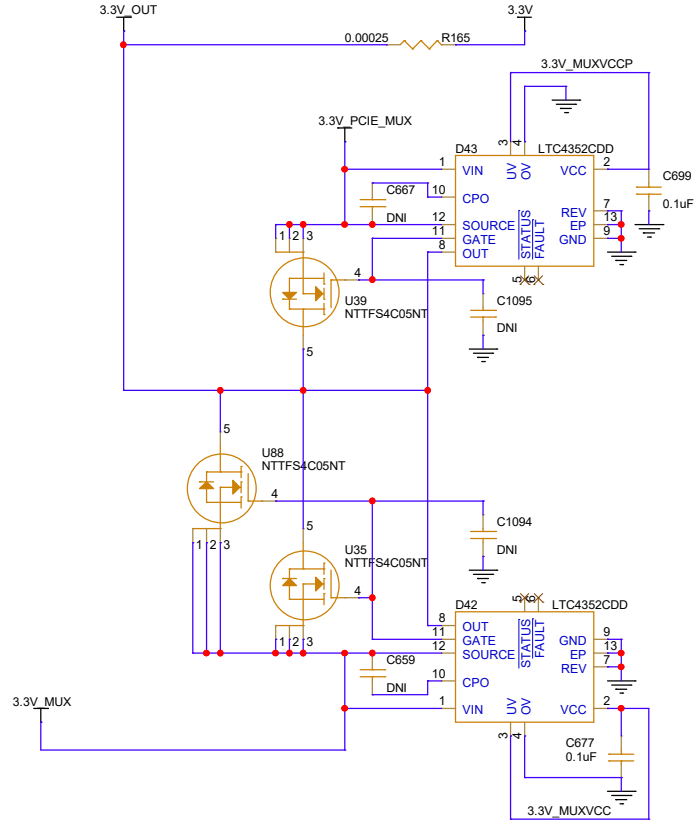 3.3V_OUT
3.3V
0.00025
R165
3.3V_MUXVCCP
3.3V_PCIE_MUX
D43
3
4
LTC4352CDD
1
VIN
UV
OV
VCC
2
C667
10
CPO
C699
0.1uF
DNI
12
SOURCE
REV
7
11
GATE
EP
13
8
OUT
STATUS
FAULT
GND
9
1
2
3
4
5
6
U39
NTTFS4C05NT
C1095
DNI
5
5
U88
NTTFS4C05NT
4
C1094
DNI
5
U35
NTTFS4C05NT
4
1
2
3
D42
5
6
LTC4352CDD
8
OUT
STATUS
FAULT
GND
9
11
GATE
EP
13
12
SOURCE
REV
7
1
2
3
C659
10
CPO
DNI
3.3V_MUX
1
VIN
UV
OV
VCC
2
3
4
C677
0.1uF
3.3V_MUXVCC